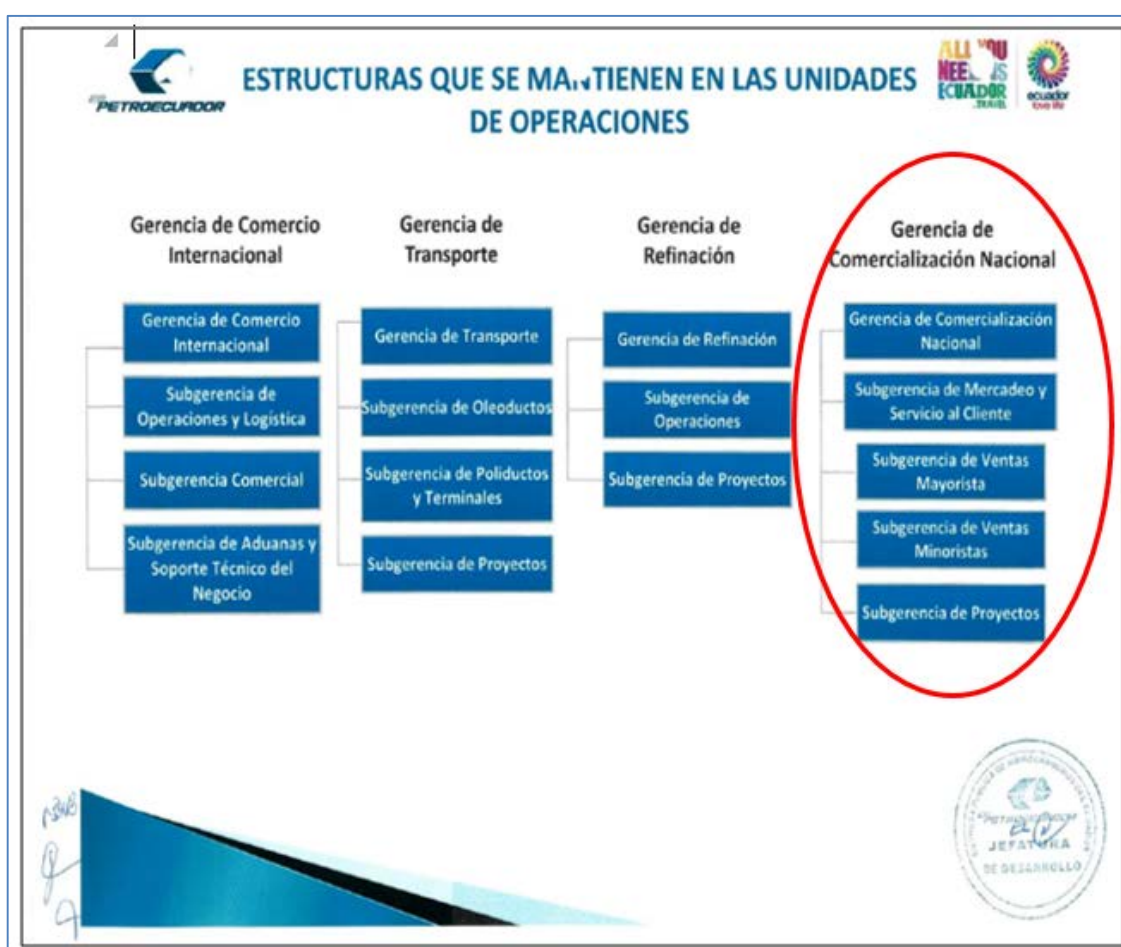 PETROECUADOR
ESTRUCTURAS QUE SE MANTIENEN EN LAS UNIDADES
DE OPERACIONES
ALL YOU
NEED IS
ECUADOR
.TRAVEL
ecuador
love life
Gerencia de Comercio
Internacional
Gerencia de Comercio
Internacional
Subgerencia de
Operaciones y Logística
Subgerencia Comercial
Subgerencia de Aduanas y
Soporte Técnico del
Negocio
Gerencia de
Transporte
Gerencia de Transporte
Subgerencia de Oleoductos
Subgerencia de Poliductos
y Terminales
Subgerencia de Proyectos
Gerencia de
Refinación
Gerencia de Refinación
Subgerencia de
Operaciones
Subgerencia de Proyectos
Gerencia de
Comercialización Nacional
Gerencia de Comercialización
Nacional
Subgerencia de Mercadeo y
Servicio al Cliente
Subgerencia de Ventas
Mayorista
Subgerencia de Ventas
Minoristas
Subgerencia de Proyectos
PETROECUADOR
JEFATURA
DE DESARROLLO